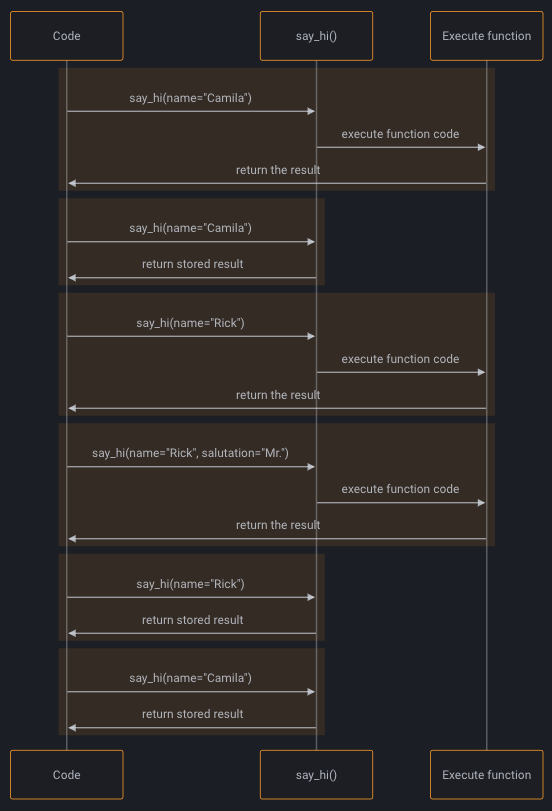 Code
say_hi()
Execute function
say_hi(name="Camila")
execute function code
return the result
say_hi(name="Camila")
return stored result
say_hi(name="Rick")
execute function code
return the result
say_hi(name="Rick", salutation="Mr.")
execute function code
return the result
say_hi(name="Rick")
return stored result
say_hi(name="Camila")
return stored result
Code
say_hi()
Execute function